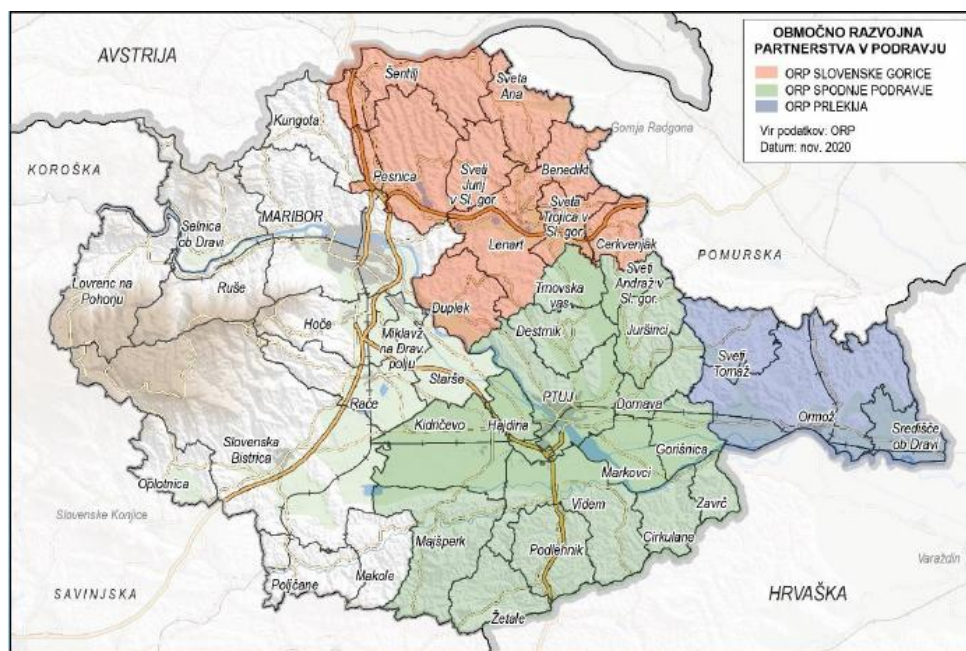 OBMOČNO RAZVOJNA
PARTNERSTVA V PODRAVJU
ORP SLOVENSKE GORICE
ORP SPODNJE PODRAVJE
ORP PRLEKIJA
Vir podatkov: ORP
Datum: nov. 2020
AVSTRIJA
Šentilj
Sveta
Ana
Kungota
Gornja Radgona
KOROŠKA
Pesnica
Sveti
Jurij
v Sl. gor.
Benedikt
MARIBOR
Selnica
ob Dravi
Sveta
Trojica v
Sl. gor.
Lenart
Cerkvenjak
POMURSKA
Lovrenc na
Pohorju
Ruše
Sveti
Andraž v
Sl. gor.
Trnovska
vas
Duplek
Hoče
Miklavž
na Drav.
polju
Destrnik
Juršinci
Sveti
Tomaž
Starše
Rače
PTUJ
Dornava
Ormož
Središče
ob Dravi
Kidričevo
Hajdina
Slovenska
Bistrica
Gorišnica
Oplotnica
Markovci
Zavrč
Slovenske Konjice
Videm
Cirkulane
Majšperk
Podlehnik
Varaždin
Poljčane
Makole
SAVINJSKA
HRVAŠKA
Žetale